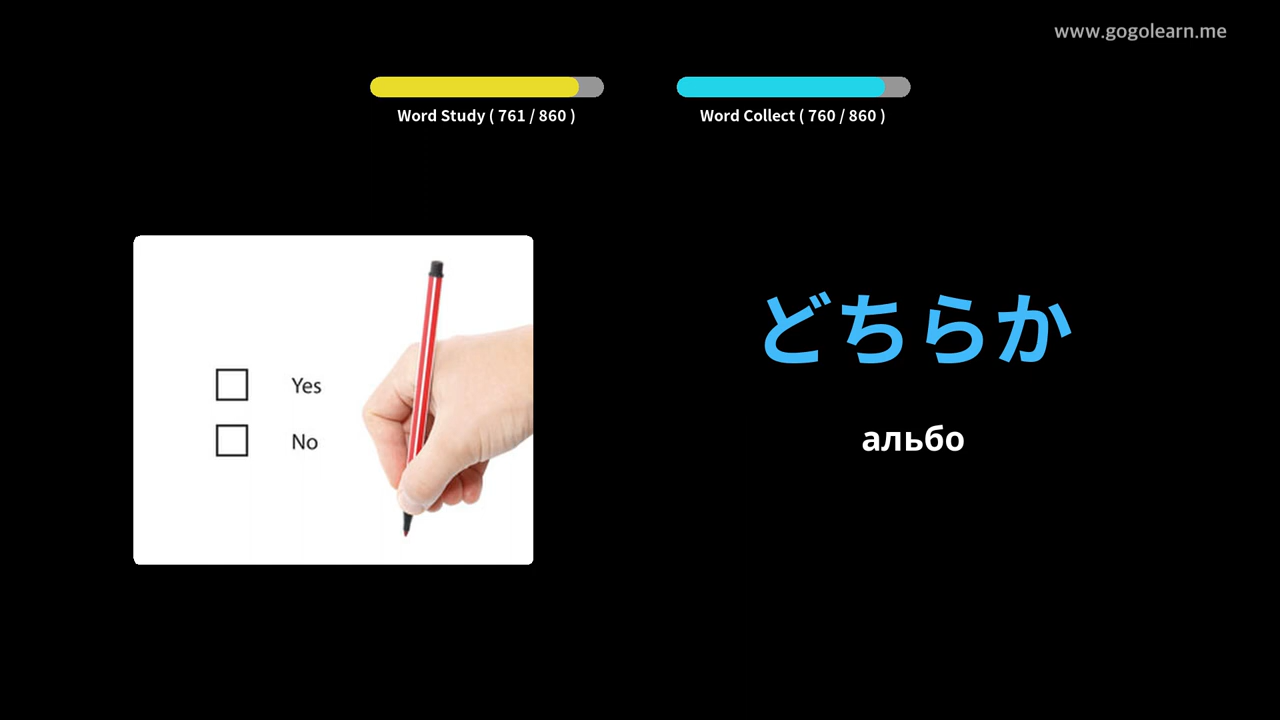 www.gogolearn.me
Word Study ( 761 / 860 )
Word Collect ( 760 / 860 )
Yes
No
どちらか
альбо